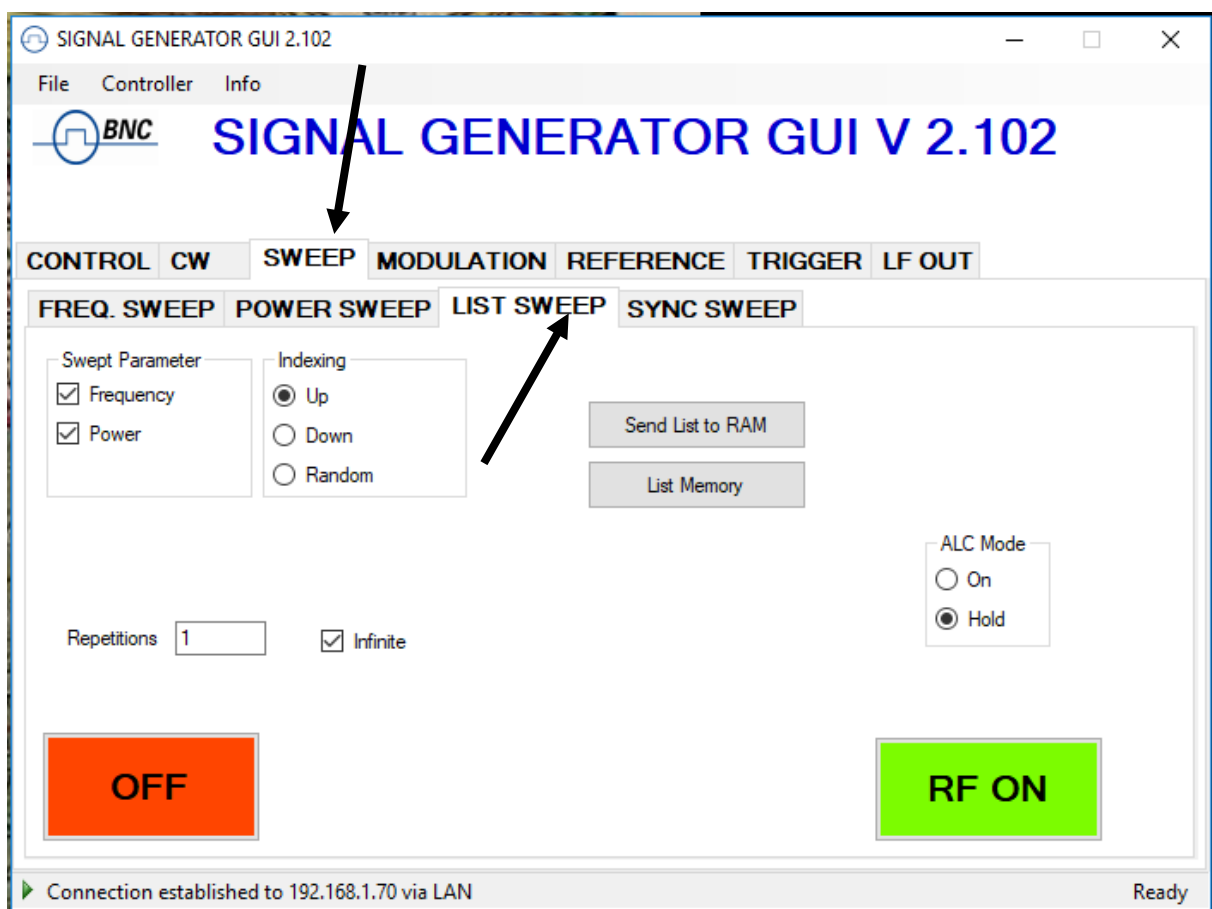 SIGNAL GENERATOR GUI 2.102
File Controller Info
BNC SIGNAL GENERATOR GUI V 2.102
CONTROL CW SWEEP MODULATION REFERENCE TRIGGER LF OUT
FREQ. SWEEP POWER SWEEP LIST SWEEP SYNC SWEEP
Swept Parameter Indexing
Frequency Up
Power Down
Random
Send List to RAM
List Memory
ALC Mode
On
Hold
Repetitions 1 Infinite
OFF RF ON
Connection established to 192.168.1.70 via LAN Ready